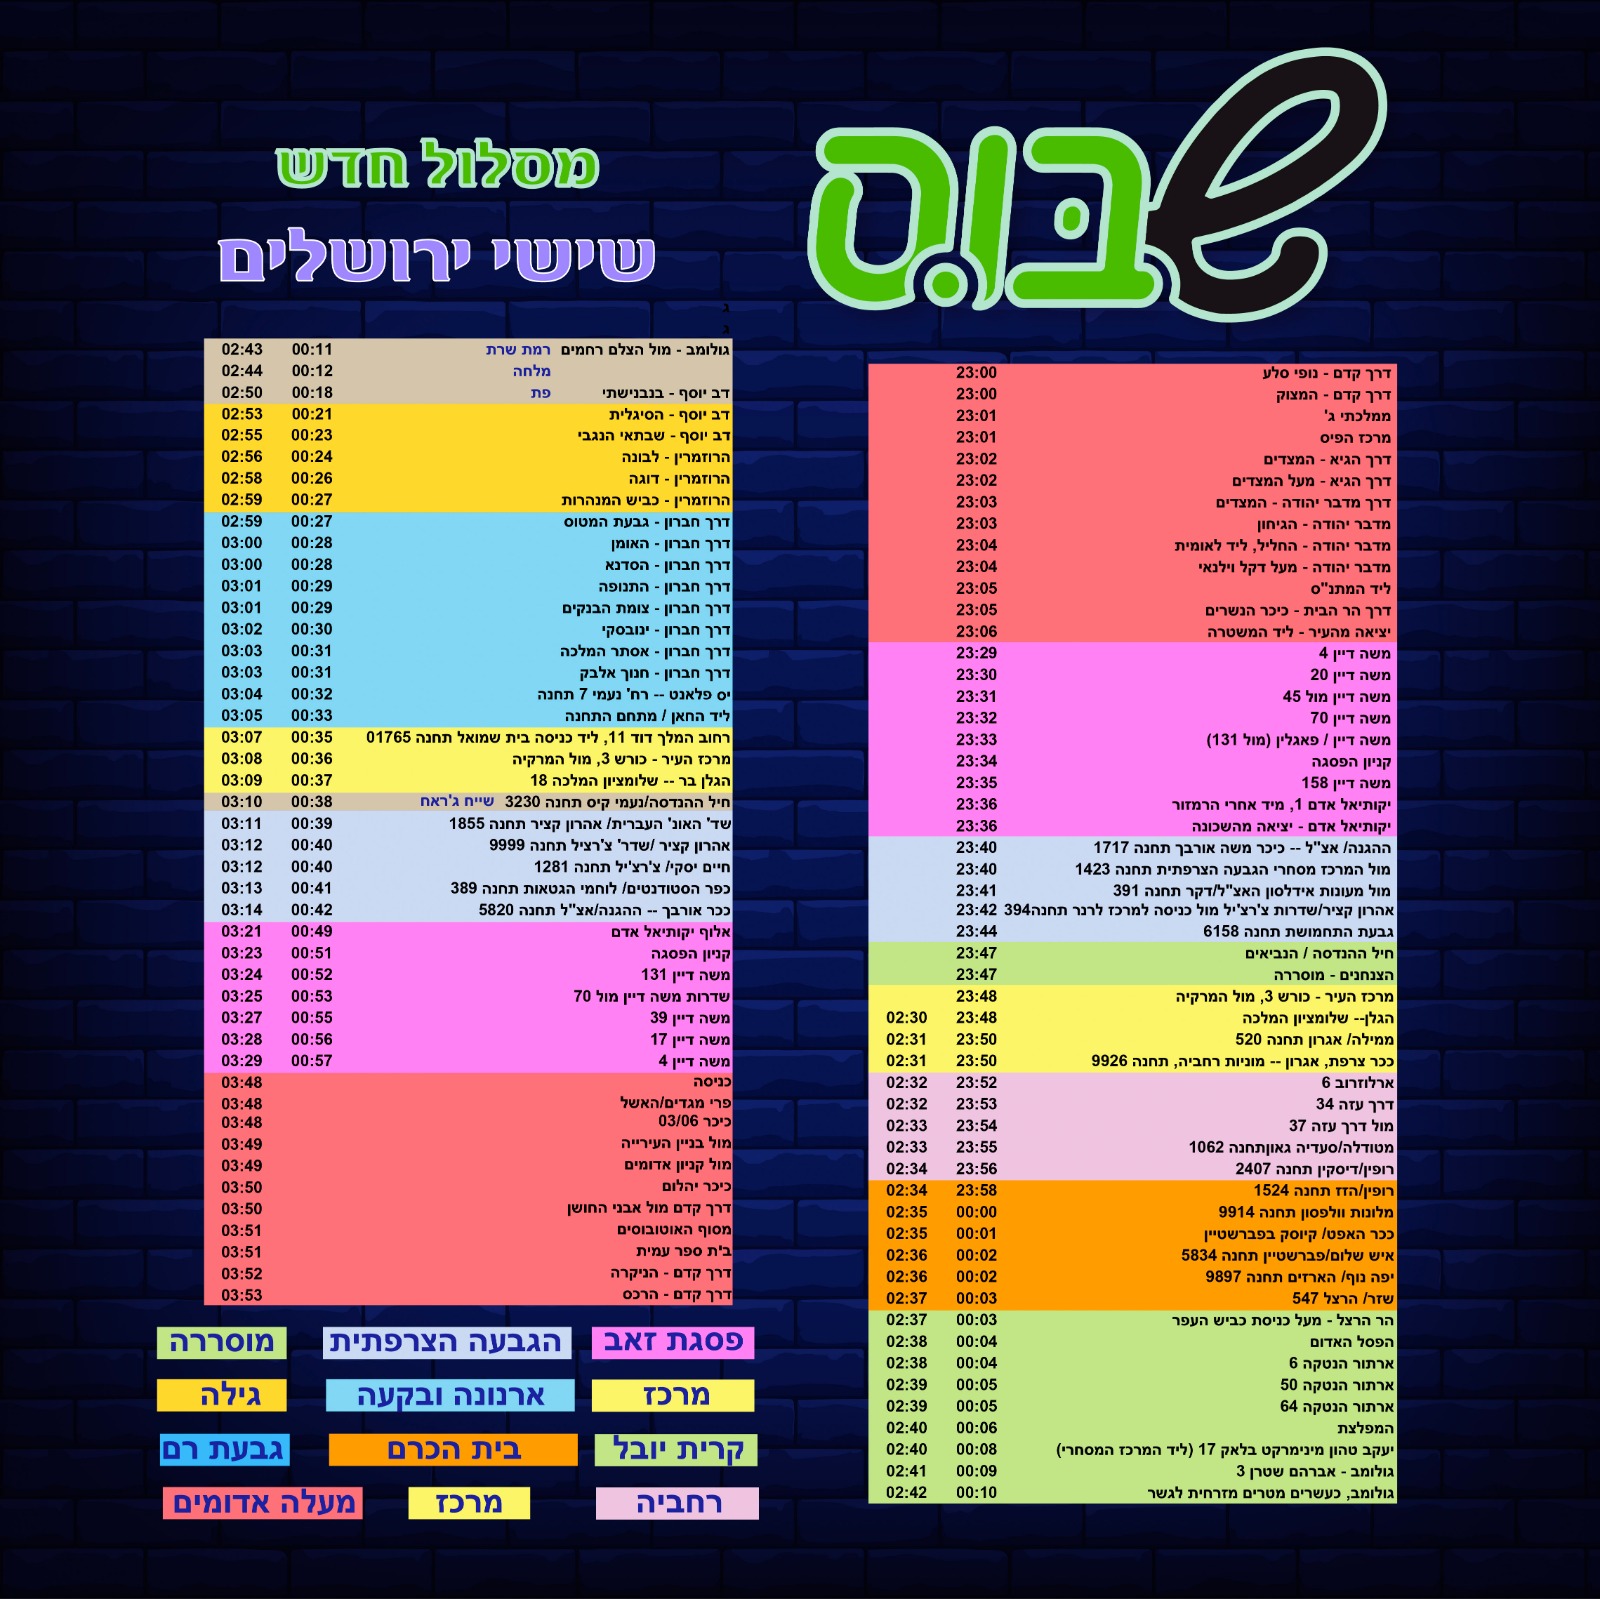 שבוס
מסלול חדש
שישי ירושלים
דרך קדם - נופי סלע 23:00
דרך קדם - המצוק 23:00
ממלכתי ג' 23:01
מרכז הפיס 23:01
דרך הגיא - המצדים 23:02
דרך הגיא - מעל המצדים 23:02
דרך מדבר יהודה - המצדים 23:03
מדבר יהודה - הגיחון 23:03
מדבר יהודה - החליל, ליד לאומית 23:04
מדבר יהודה - מעל דקל וילנאי 23:04
ליד המתנ"ס 23:05
דרך הר הבית - כיכר הנשרים 23:05
יציאה מהעיר - ליד המשטרה 23:06
משה דיין 4 23:29
משה דיין 20 23:30
משה דיין מול 45 23:31
משה דיין 70 23:32
משה דיין / פאגלין (מול 131) 23:33
קניון הפסגה 23:34
משה דיין 158 23:35
יקותיאל אדם 1, מיד אחרי הרמזור 23:36
יקותיאל אדם - יציאה מהשכונה 23:36
ההגנה/ אצ"ל -- כיכר משה אורבך תחנה 1717 23:40
מול המרכז מסחרי הגבעה הצרפתית תחנה 1423 23:40
מול מעונות אידלסון האצ"ל/דקר תחנה 391 23:41
אהרון קציר/שדרות צ'רצ'יל מול כניסה למרכז לרנר תחנה394 23:42
גבעת התחמושת תחנה 6158 23:44
חיל ההנדסה / הנביאים 23:47
הצנחנים - מוסררה 23:47
מרכז העיר - כורש 3, מול המרקיה 23:48
הגלן-- שלומציון המלכה 23:48 02:30
ממילה/ אגרון תחנה 520 23:50 02:31
ככר צרפת, אגרון -- מוניות רחביה, תחנה 9926 23:50 02:31
ארלוזרוב 6 23:52 02:32
דרך עזה 34 23:53 02:32
מול דרך עזה 37 23:54 02:33
מטודלה/סעדיה גאוןתחנה 1062 23:55 02:33
רופין/דיסקין תחנה 2407 23:56 02:34
רופין/הזז תחנה 1524 23:58 02:34
מלונות וולפסון תחנה 9914 00:00 02:35
ככר האפט/ קיוסק בפברשטיין 00:01 02:35
איש שלום/פברשטיין תחנה 5834 00:02 02:36
יפה נוף/ הארזים תחנה 9897 00:02 02:36
שזר/ הרצל 547 00:03 02:37
הר הרצל - מעל כניסת כביש העפר 00:03 02:37
הפסל האדום 00:04 02:38
ארתור הנטקה 6 00:04 02:38
ארתור הנטקה 50 00:05 02:39
ארתור הנטקה 64 00:05 02:39
המפלצת 00:06 02:40
יעקב טהון מינימרקט בלאק 17 (ליד המרכז המסחרי) 00:08 02:40
גולומב - אברהם שטרן 3 00:09 02:41
גולומב, כעשרים מטרים מזרחית לגשר 00:10 02:42
ג
ג
גולומב - מול הצלם רחמים רמת שרת 00:11 02:43
מלחה 00:12 02:44
דב יוסף - בנבנישתי פת 00:18 02:50
דב יוסף - הסיגלית 00:21 02:53
דב יוסף - שבתאי הנגבי 00:23 02:55
הרוזמרין - לבונה 00:24 02:56
הרוזמרין - דוגה 00:26 02:58
הרוזמרין - כביש המנהרות 00:27 02:59
דרך חברון - גבעת המטוס 00:27 02:59
דרך חברון - האומן 00:28 03:00
דרך חברון - הסדנא 00:28 03:00
דרך חברון - התנופה 00:29 03:01
דרך חברון - צומת הבנקים 00:29 03:01
דרך חברון - ינובסקי 00:30 03:02
דרך חברון - אסתר המלכה 00:31 03:03
דרך חברון - חנוך אלבק 00:31 03:03
יס פלאנט -- רח' נעמי 7 תחנה 00:32 03:04
ליד החאן / מתחם התחנה 00:33 03:05
רחוב המלך דוד 11, ליד כניסה בית שמואל תחנה 01765 00:35 03:07
מרכז העיר - כורש 3, מול המרקיה 00:36 03:08
הגלן בר -- שלומציון המלכה 18 00:37 03:09
חיל ההנדסה/נעמי קיס תחנה 3230 שייח ג'ראח 00:38 03:10
שד' האונ' העברית/ אהרון קציר תחנה 1855 00:39 03:11
אהרון קציר /שדר' צ'רציל תחנה 9999 00:40 03:12
חיים יסקי/ צ'רצ'יל תחנה 1281 00:40 03:12
כפר הסטודנטים/ לוחמי הגטאות תחנה 389 00:41 03:13
ככר אורבך -- ההגנה/אצ"ל תחנה 5820 00:42 03:14
אלוף יקותיאל אדם 00:49 03:21
קניון הפסגה 00:51 03:23
משה דיין 131 00:52 03:24
שדרות משה דיין מול 70 00:53 03:25
משה דיין 39 00:55 03:27
משה דיין 17 00:56 03:28
משה דיין 4 00:57 03:29
כניסה 03:48
פרי מגדים/האשל 03:48
כיכר 03/06 03:48
מול בניין העירייה 03:49
מול קניון אדומים 03:49
כיכר יהלום 03:50
דרך קדם מול אבני החושן 03:50
מסוף האוטובוסים 03:51
בי'ת ספר עמית 03:51
דרך קדם - הניקרה 03:52
דרך קדם - הרכס 03:53
פסגת זאב הגבעה הצרפתית מוסררה
מרכז ארנונה ובקעה גילה
קרית יובל בית הכרם גבעת רם
רחביה מרכז מעלה אדומים